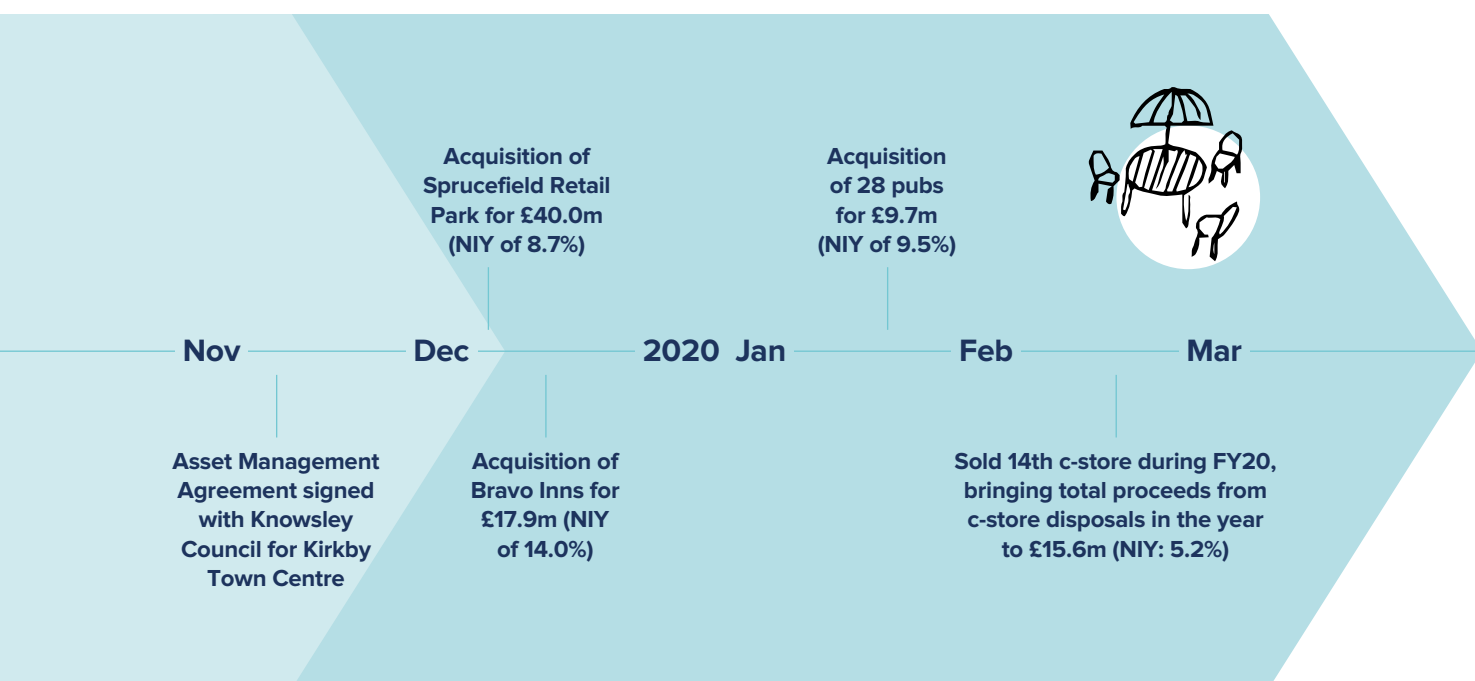 Acquisition of
Sprucefield Retail
Park for £40.0m
(NIY of 8.7%)
Acquisition
of 28 pubs
for £9.7m
(NIY of 9.5%)
Nov
Dec
2020 Jan
Feb
Mar
Asset Management
Agreement signed
with Knowsley
Council for Kirkby
Town Centre
Acquisition of
Bravo Inns for
£17.9m (NIY
of 14.0%)
Sold 14th c-store during FY20,
bringing total proceeds from
c-store disposals in the year
to £15.6m (NIY: 5.2%)